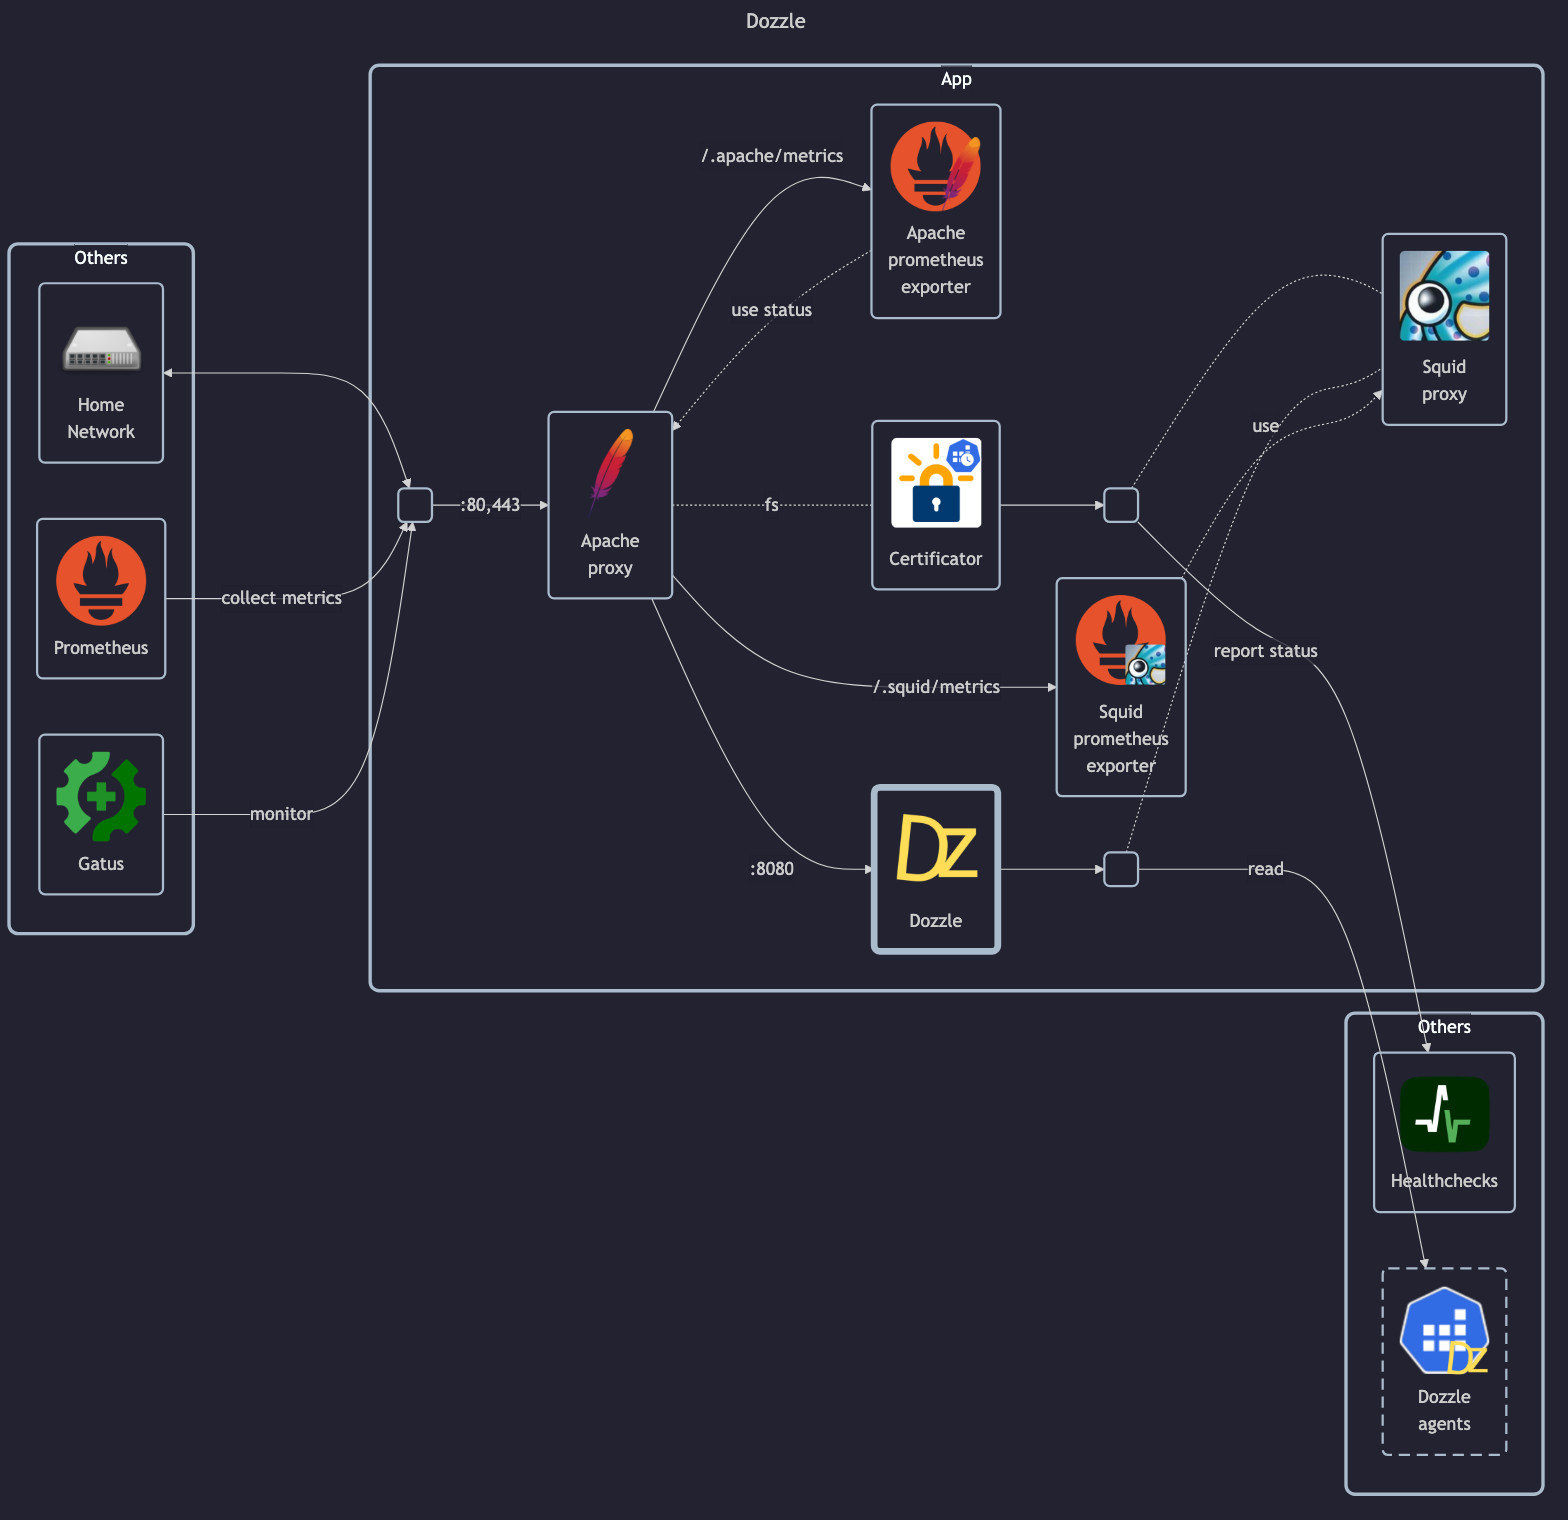 Dozzle
App
/.apache/metrics
Apache
prometheus
exporter
use status
Others
Home
Network
Squid
proxy
use
:80,443
Apache
proxy
fs
Certificator
Prometheus
collect metrics
/.squid/metrics
Squid
prometheus
exporter
report status
Gatus
monitor
:8080
DZ
Dozzle
read
Others
Healthchecks
DZ
Dozzle
agents